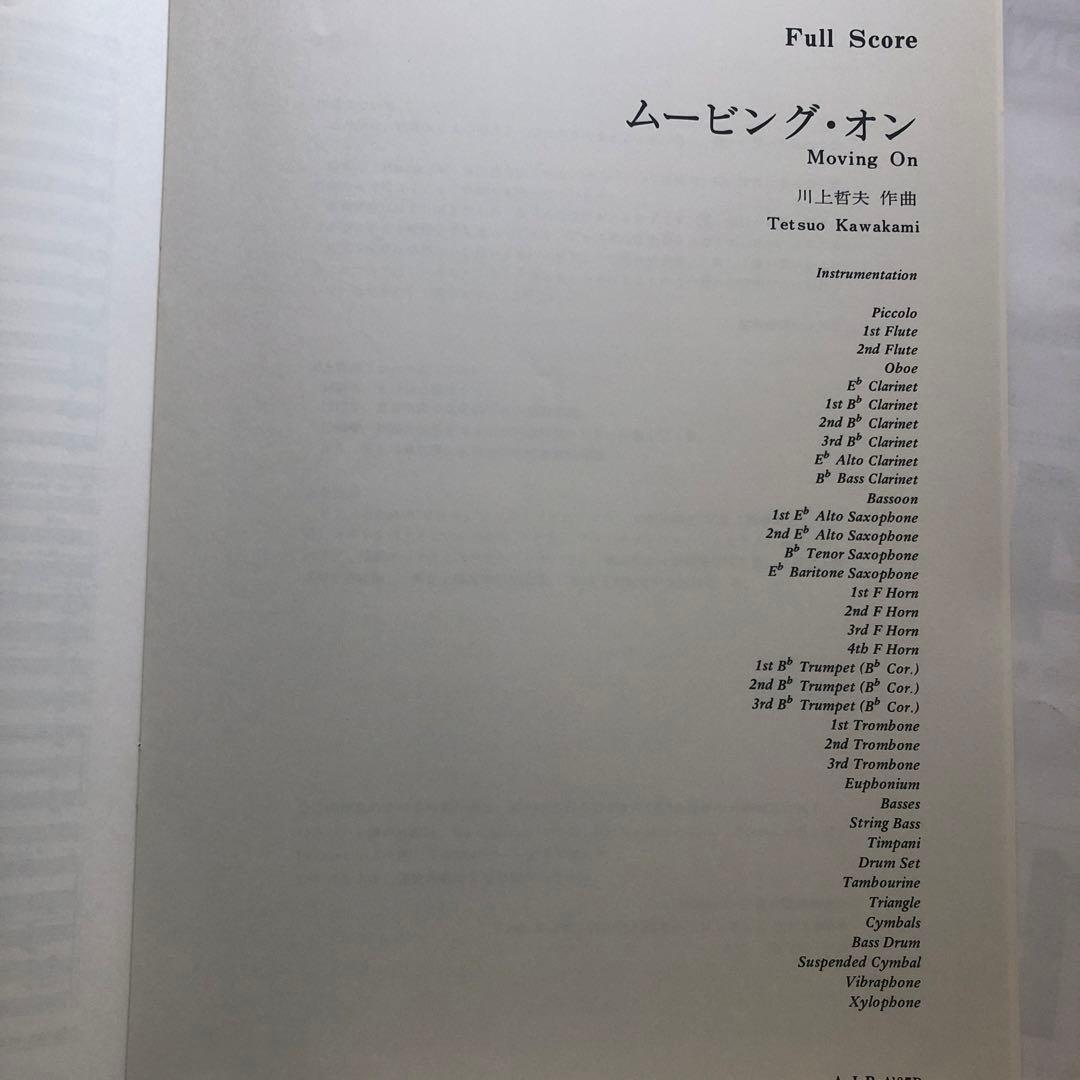 Full Score
ムービング・オン
Moving On
川上哲夫 作曲
Tetsuo Kawakami
Instrumentation
Piccolo
1st Flute
2nd Flute
Oboe
E♭ Clarinet
1st B♭ Clarinet
2nd B♭ Clarinet
3rd B♭ Clarinet
E♭ Alto Clarinet
B♭ Bass Clarinet
Bassoon
1st E♭ Alto Saxophone
2nd E♭ Alto Saxophone
B♭ Tenor Saxophone
E♭ Baritone Saxophone
1st F Horn
2nd F Horn
3rd F Horn
4th F Horn
1st B♭ Trumpet (B♭ Cor.)
2nd B♭ Trumpet (B♭ Cor.)
3rd B♭ Trumpet (B♭ Cor.)
1st Trombone
2nd Trombone
3rd Trombone
Euphonium
Basses
String Bass
Timpani
Drum Set
Tambourine
Triangle
Cymbals
Bass Drum
Suspended Cymbal
Vibraphone
Xylophone